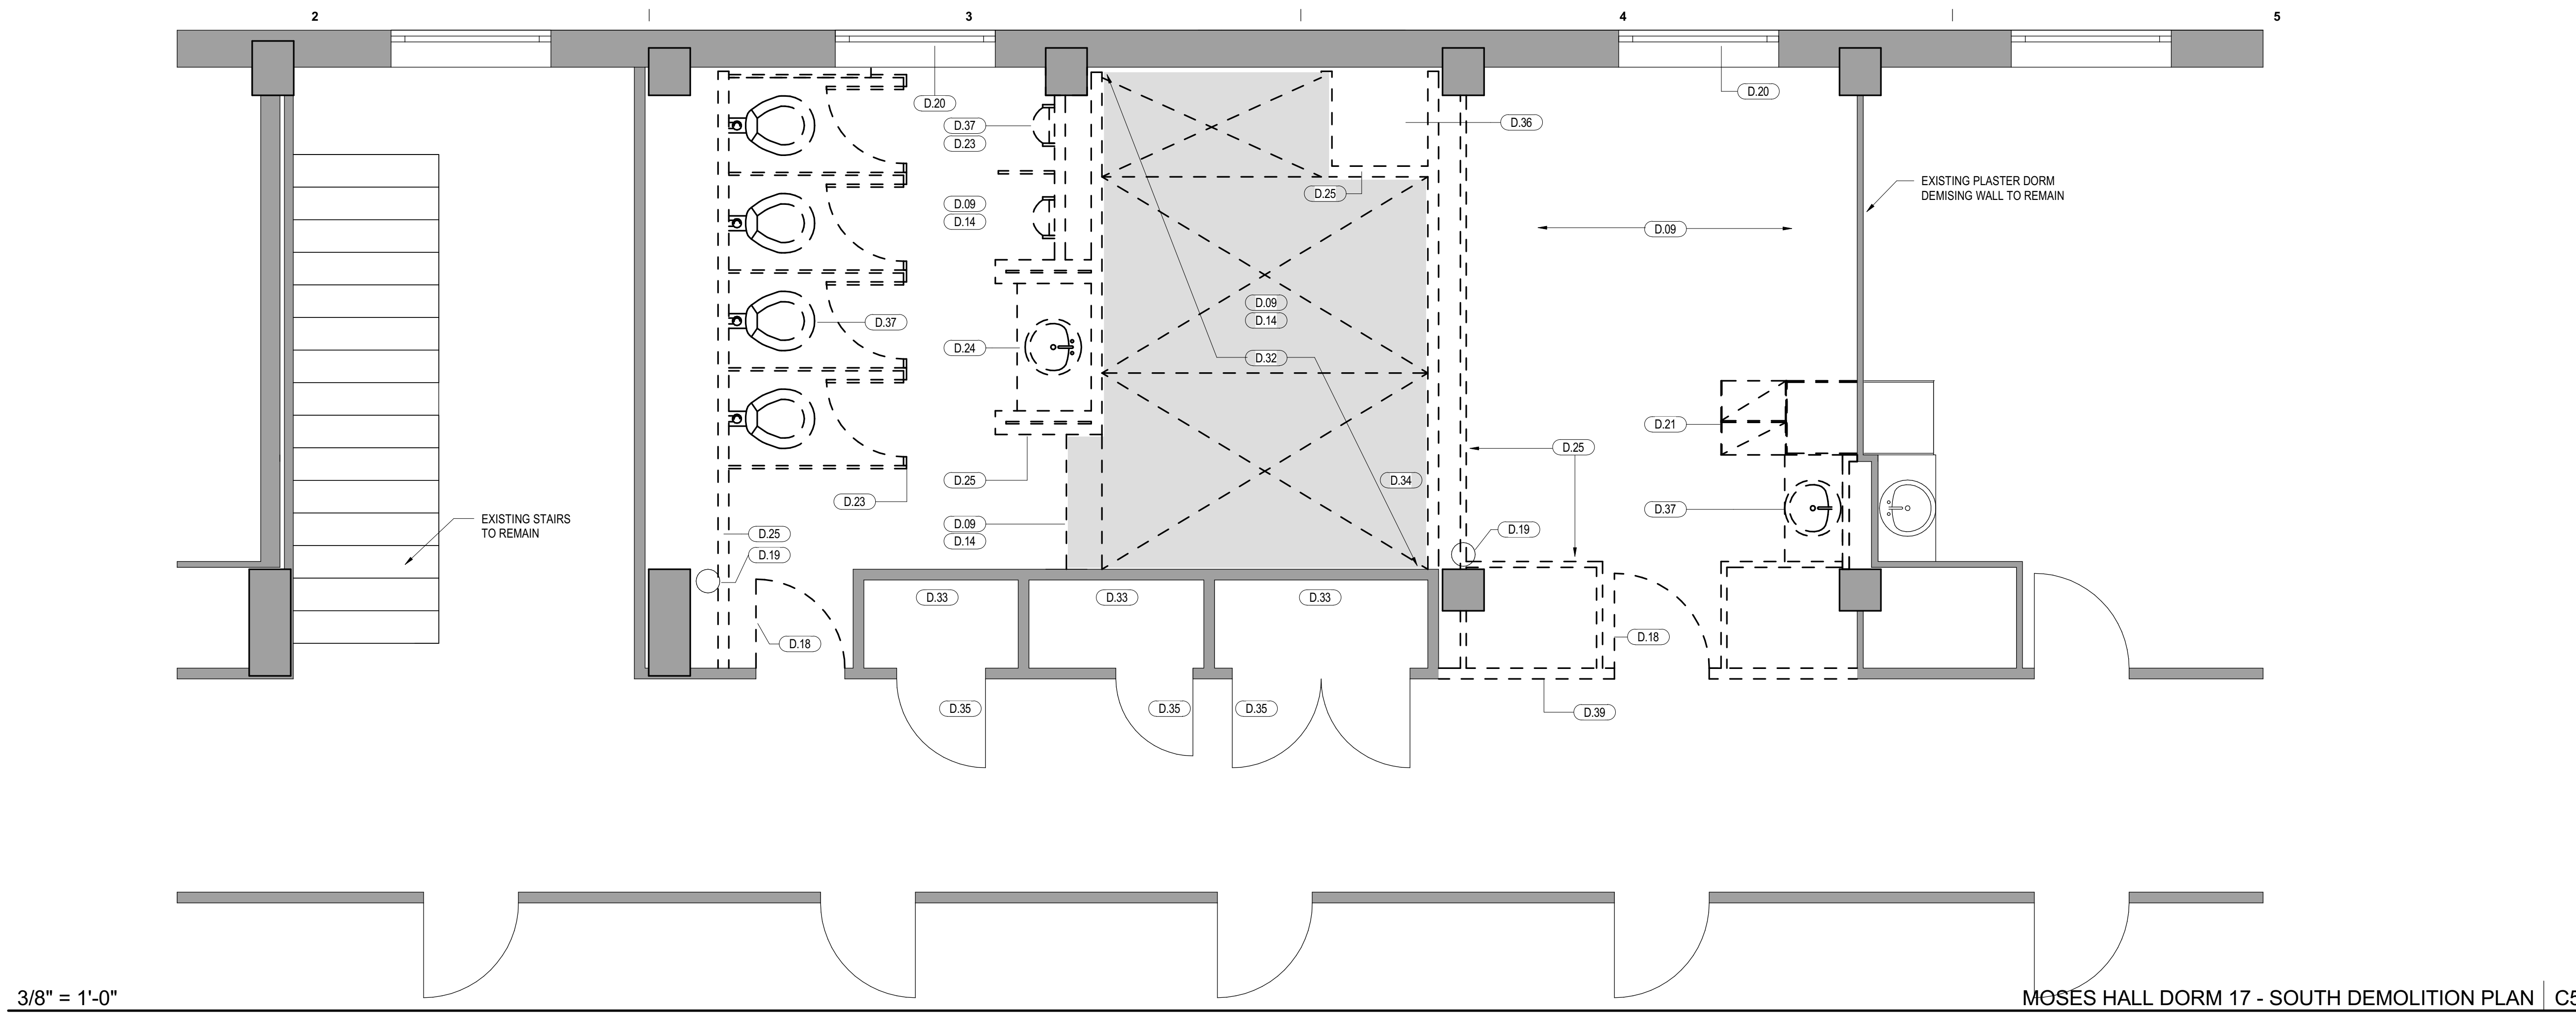 2
3
4
5
D.20
D.20
D.37
D.23
D.36
EXISTING PLASTER DORM
DEMISING WALL TO REMAIN
D.25
D.09
D.14
D.09
D.09
D.14
D.37
D.24
D.32
D.21
D.25
D.25
D.34
D.23
D.37
EXISTING STAIRS
TO REMAIN
D.09
D.14
D.25
D.19
D.19
D.33
D.33
D.33
D.18
D.18
D.35
D.35
D.35
D.39
3/8" = 1'-0"
MOSES HALL DORM 17 - SOUTH DEMOLITION PLAN
C5